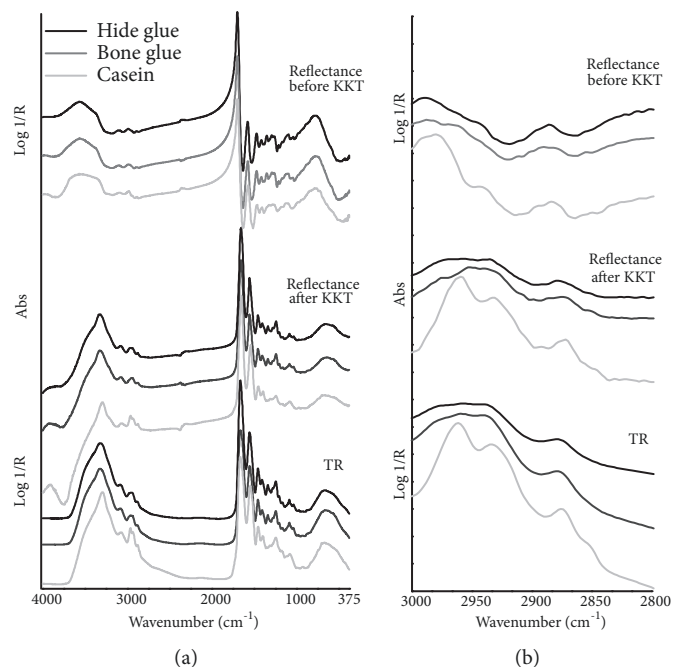 Hide glue
Bone glue
Casein
Reflectance
before KKT
Log 1/R
Reflectance
after KKT
Abs
TR
Log 1/R
4000 3000 2000 1000 375
Wavenumber (cm-1)
(a)
Reflectance
before KKT
Log 1/R
Reflectance
after KKT
Abs
TR
Log 1/R
3000 2950 2900 2850 2800
Wavenumber (cm-1)
(b)